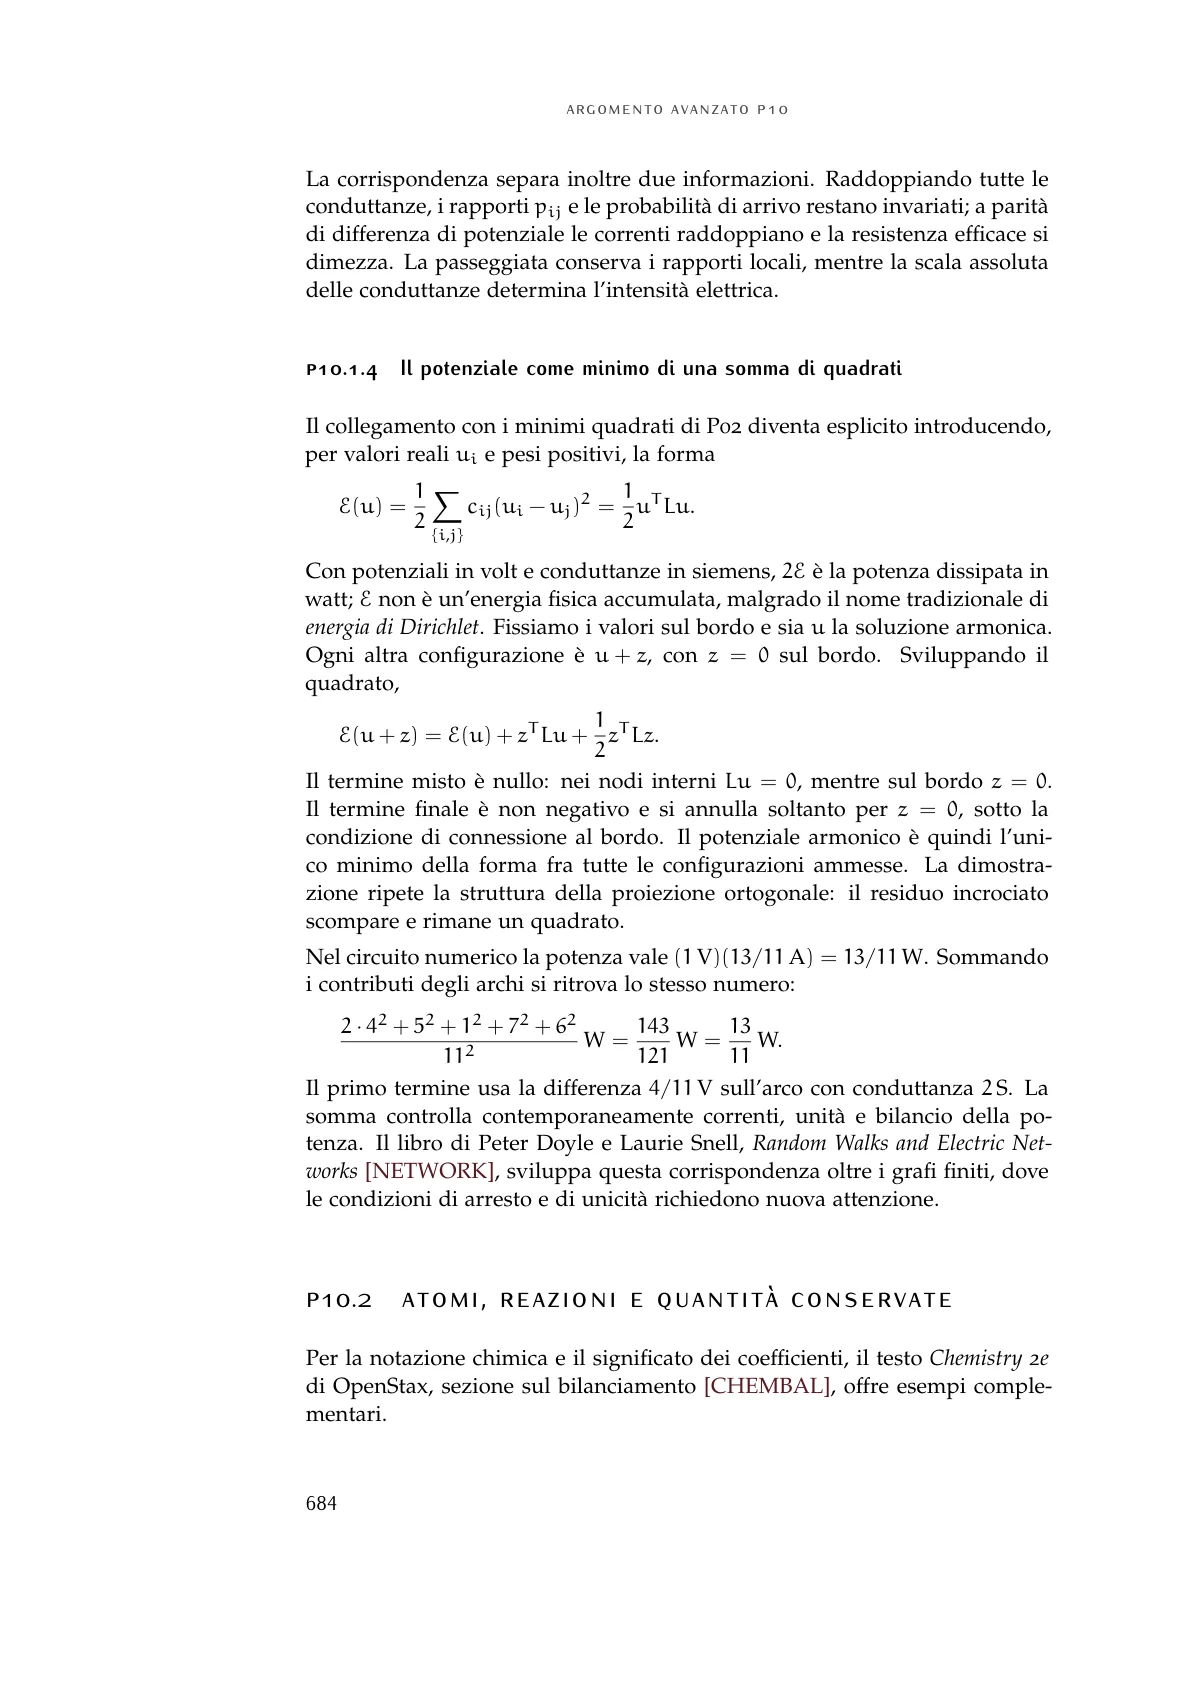 ARGOMENTO AVANZATO P10
La corrispondenza separa inoltre due informazioni. Raddoppiando tutte le
conduttanze, i rapporti p_ij e le probabilità di arrivo restano invariati; a parità
di differenza di potenziale le correnti raddoppiano e la resistenza efficace si
dimezza. La passeggiata conserva i rapporti locali, mentre la scala assoluta
delle conduttanze determina l'intensità elettrica.
P10.1.4 Il potenziale come minimo di una somma di quadrati
Il collegamento con i minimi quadrati di P02 diventa esplicito introducendo,
per valori reali u_i e pesi positivi, la forma
ℰ(u) = 1/2 ∑_{i,j} c_ij(u_i − u_j)² = 1/2 u^T Lu.
Con potenziali in volt e conduttanze in siemens, 2ℰ è la potenza dissipata in
watt; ℰ non è un'energia fisica accumulata, malgrado il nome tradizionale di
energia di Dirichlet. Fissiamo i valori sul bordo e sia u la soluzione armonica.
Ogni altra configurazione è u + z, con z = 0 sul bordo. Sviluppando il
quadrato,
ℰ(u + z) = ℰ(u) + z^T Lu + 1/2 z^T Lz.
Il termine misto è nullo: nei nodi interni Lu = 0, mentre sul bordo z = 0.
Il termine finale è non negativo e si annulla soltanto per z = 0, sotto la
condizione di connessione al bordo. Il potenziale armonico è quindi l'uni-
co minimo della forma fra tutte le configurazioni ammesse. La dimostra-
zione ripete la struttura della proiezione ortogonale: il residuo incrociato
scompare e rimane un quadrato.
Nel circuito numerico la potenza vale (1 V)(13/11 A) = 13/11 W. Sommando
i contributi degli archi si ritrova lo stesso numero:
(2 · 4² + 5² + 1² + 7² + 6²)/11² W = 143/121 W = 13/11 W.
Il primo termine usa la differenza 4/11 V sull'arco con conduttanza 2 S. La
somma controlla contemporaneamente correnti, unità e bilancio della po-
tenza. Il libro di Peter Doyle e Laurie Snell, Random Walks and Electric Net-
works [NETWORK], sviluppa questa corrispondenza oltre i grafi finiti, dove
le condizioni di arresto e di unicità richiedono nuova attenzione.
P10.2 ATOMI, REAZIONI E QUANTITÀ CONSERVATE
Per la notazione chimica e il significato dei coefficienti, il testo Chemistry 2e
di OpenStax, sezione sul bilanciamento [CHEMBAL], offre esempi comple-
mentari.
684